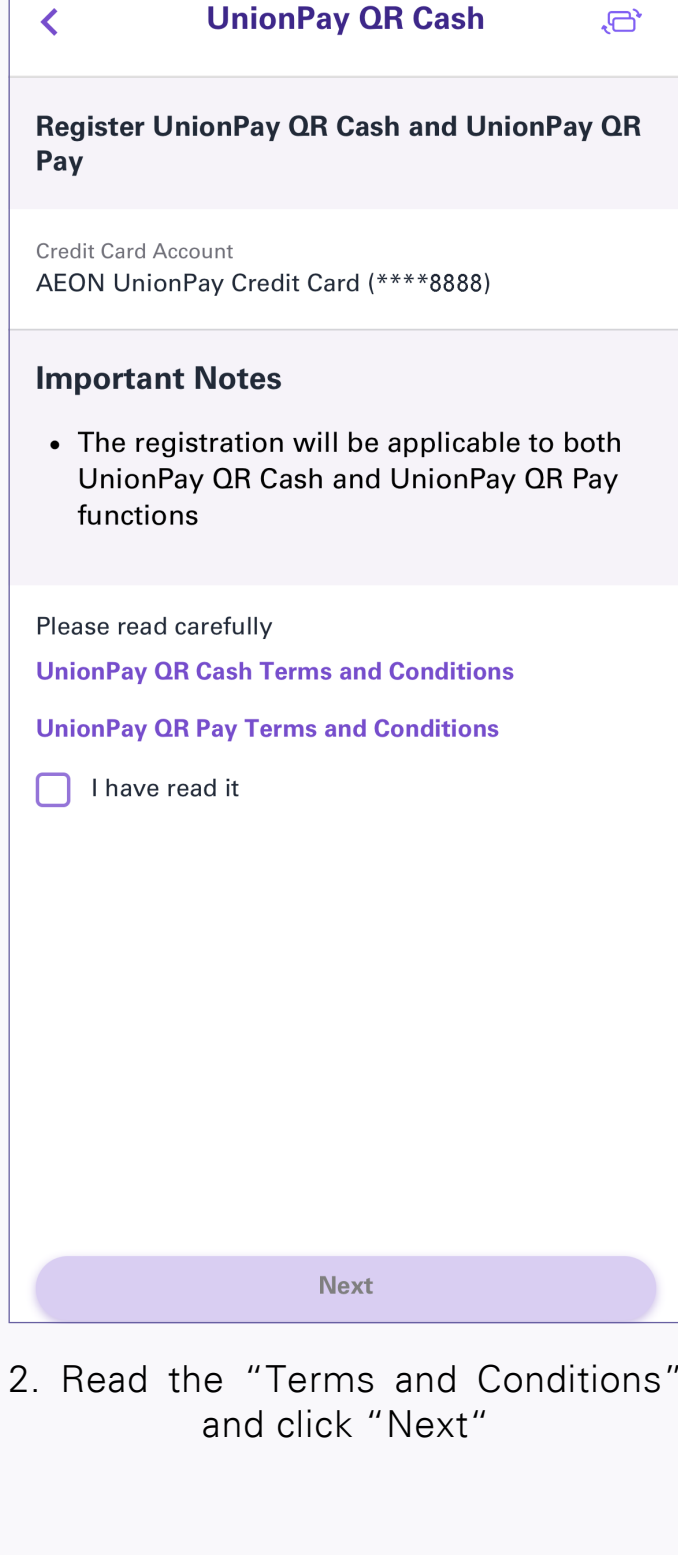 UnionPay QR Cash
Register UnionPay QR Cash and UnionPay QR
Pay
Credit Card Account
AEON UnionPay Credit Card (****8888)
Important Notes
• The registration will be applicable to both
UnionPay QR Cash and UnionPay QR Pay
functions
Please read carefully
UnionPay QR Cash Terms and Conditions
UnionPay QR Pay Terms and Conditions
I have read it
Next
2. Read the “Terms and Conditions”
and click “Next“